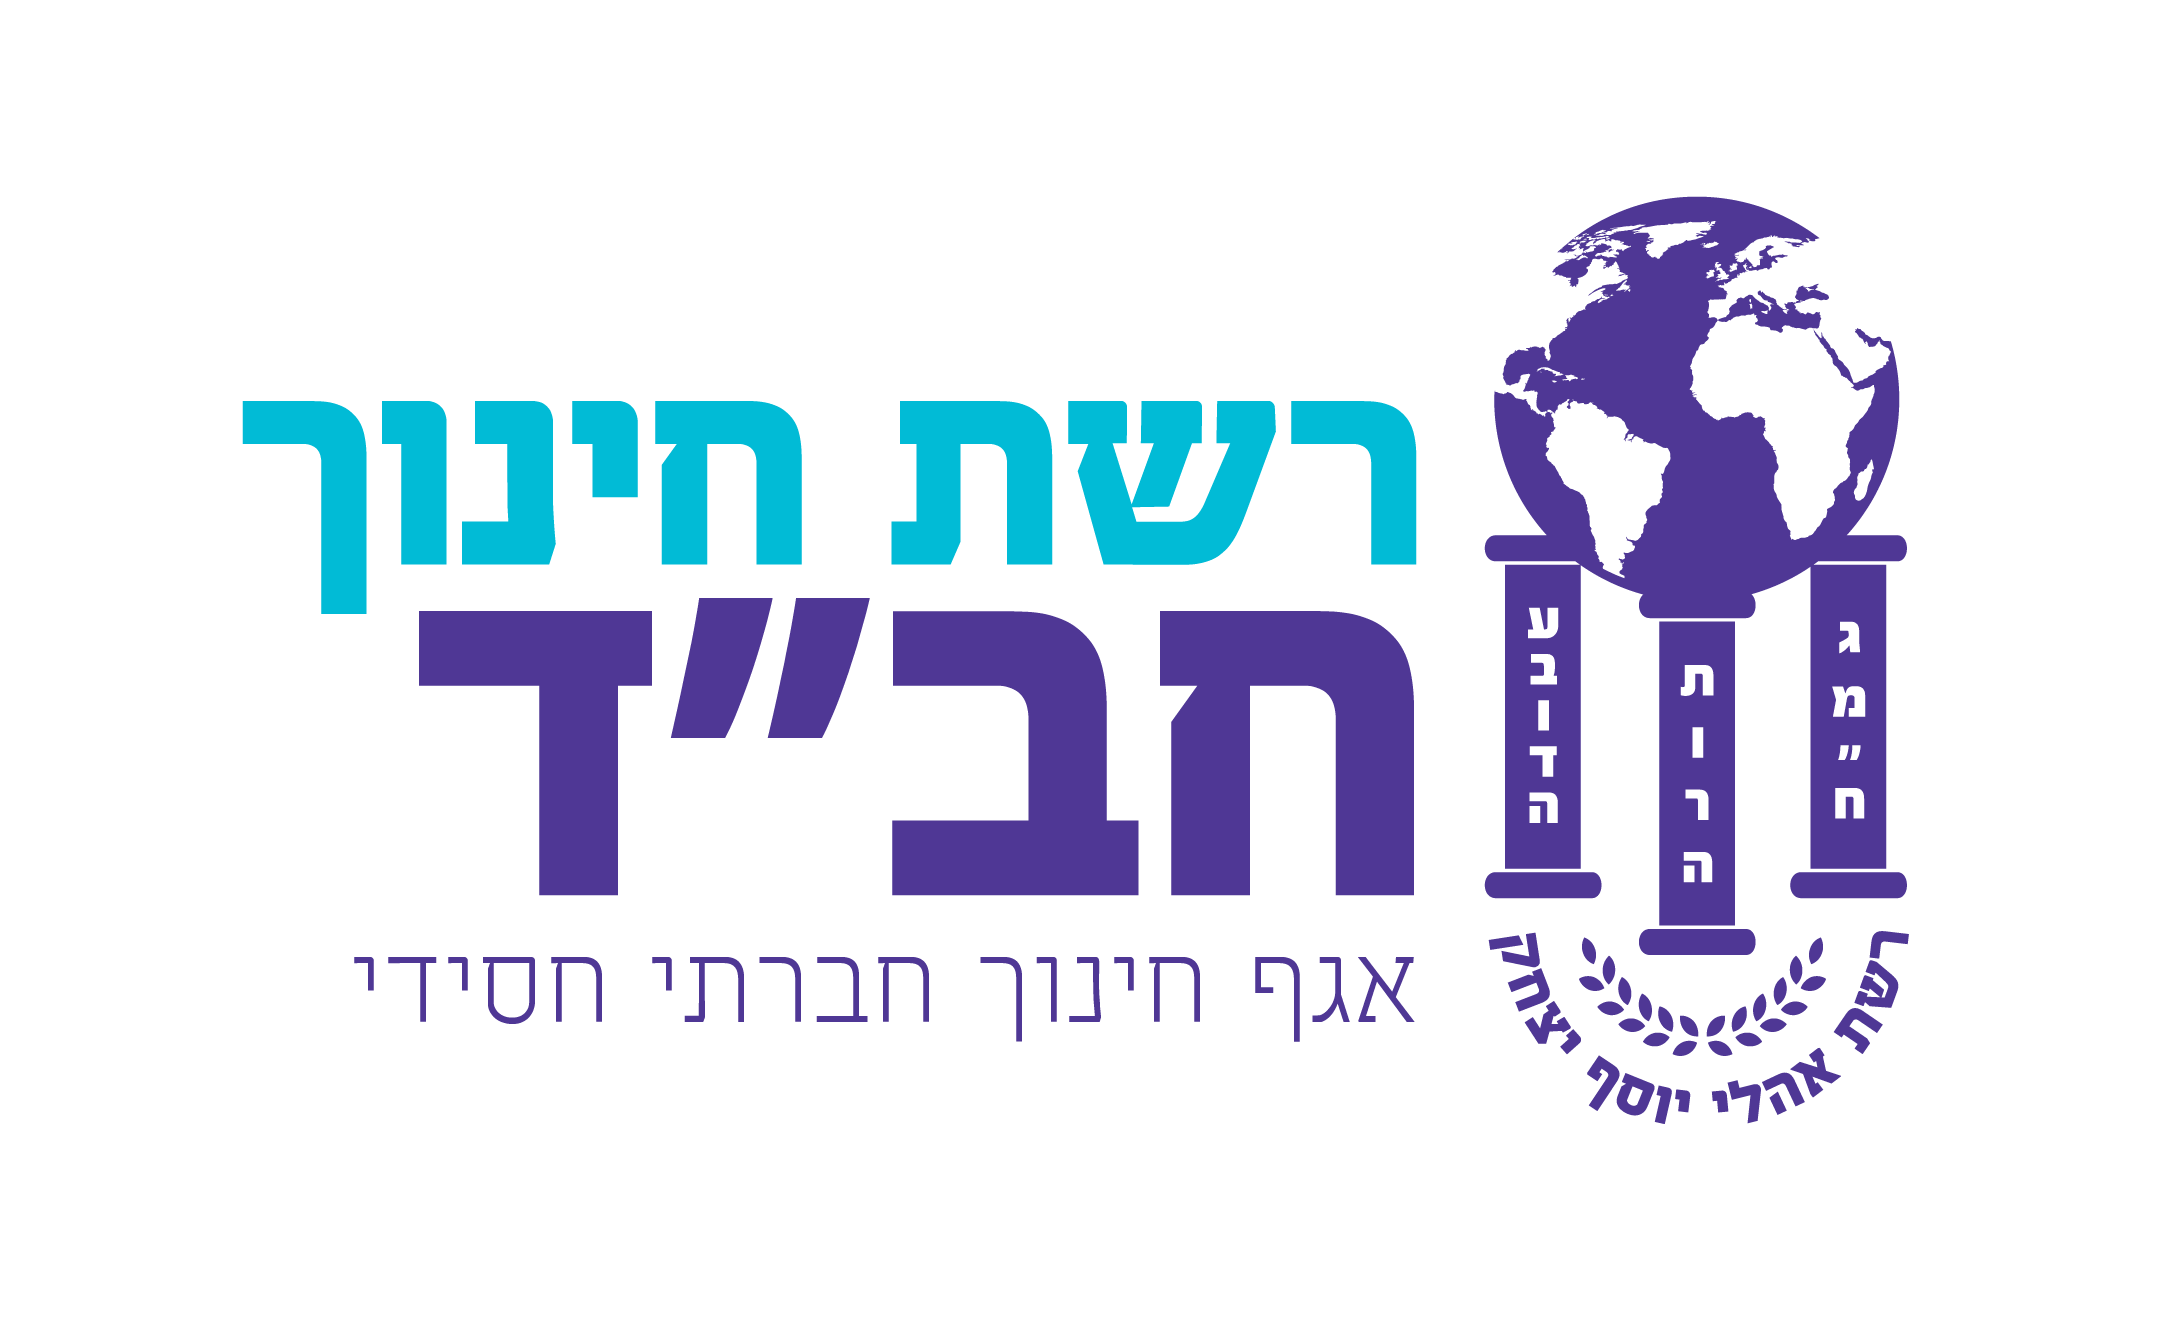 רשת חינוך
חב"ד
אגף חינוך חברתי חסידי
גמ"ח
תורה
עבודה
רשת אהלי יוסף יצחק